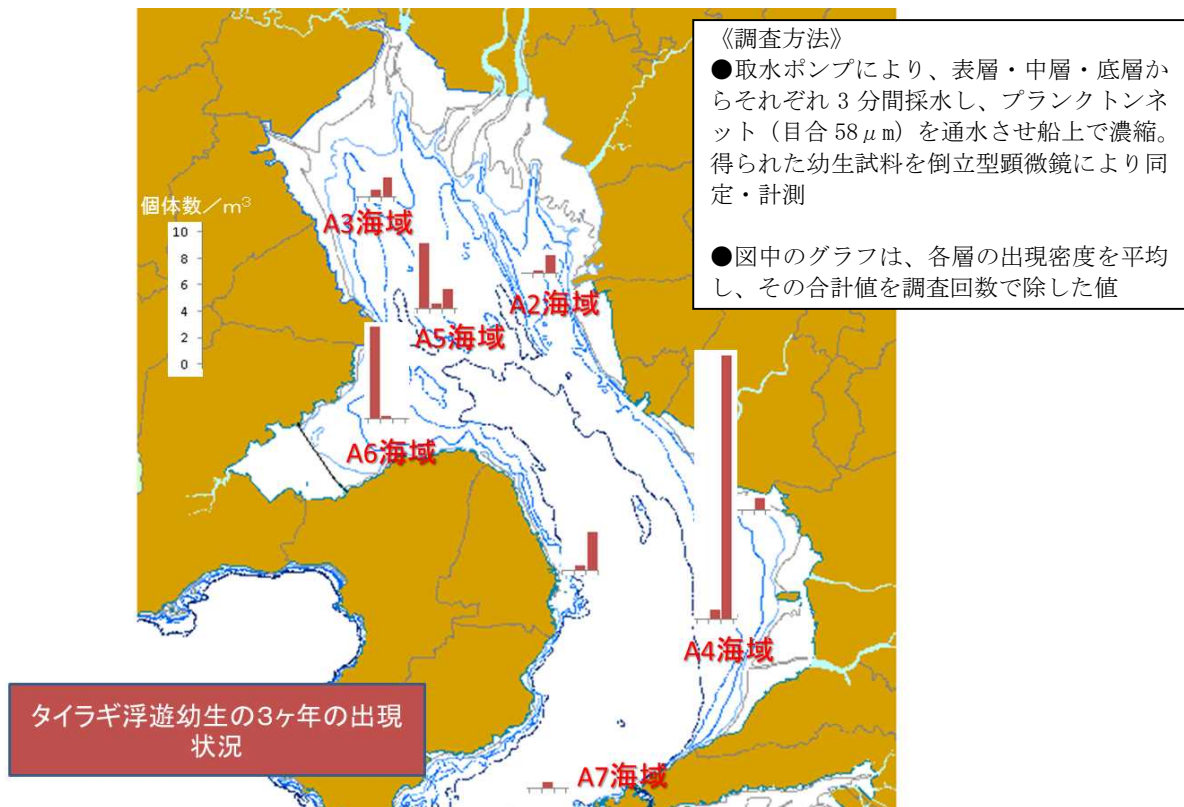 《調査方法》
●取水ポンプにより、表層・中層・底層か
らそれぞれ 3 分間採水し、プランクトンネ
ット（目合 58μm）を通水させ船上で濃縮。
得られた幼生試料を倒立型顕微鏡により同
定・計測
●図中のグラフは、各層の出現密度を平均
し、その合計値を調査回数で除した値
個体数／m³
10
8
6
4
2
0
A3海域
A2海域
A5海域
A6海域
A4海域
A7海域
タイラギ浮遊幼生の3ヶ年の出現
状況